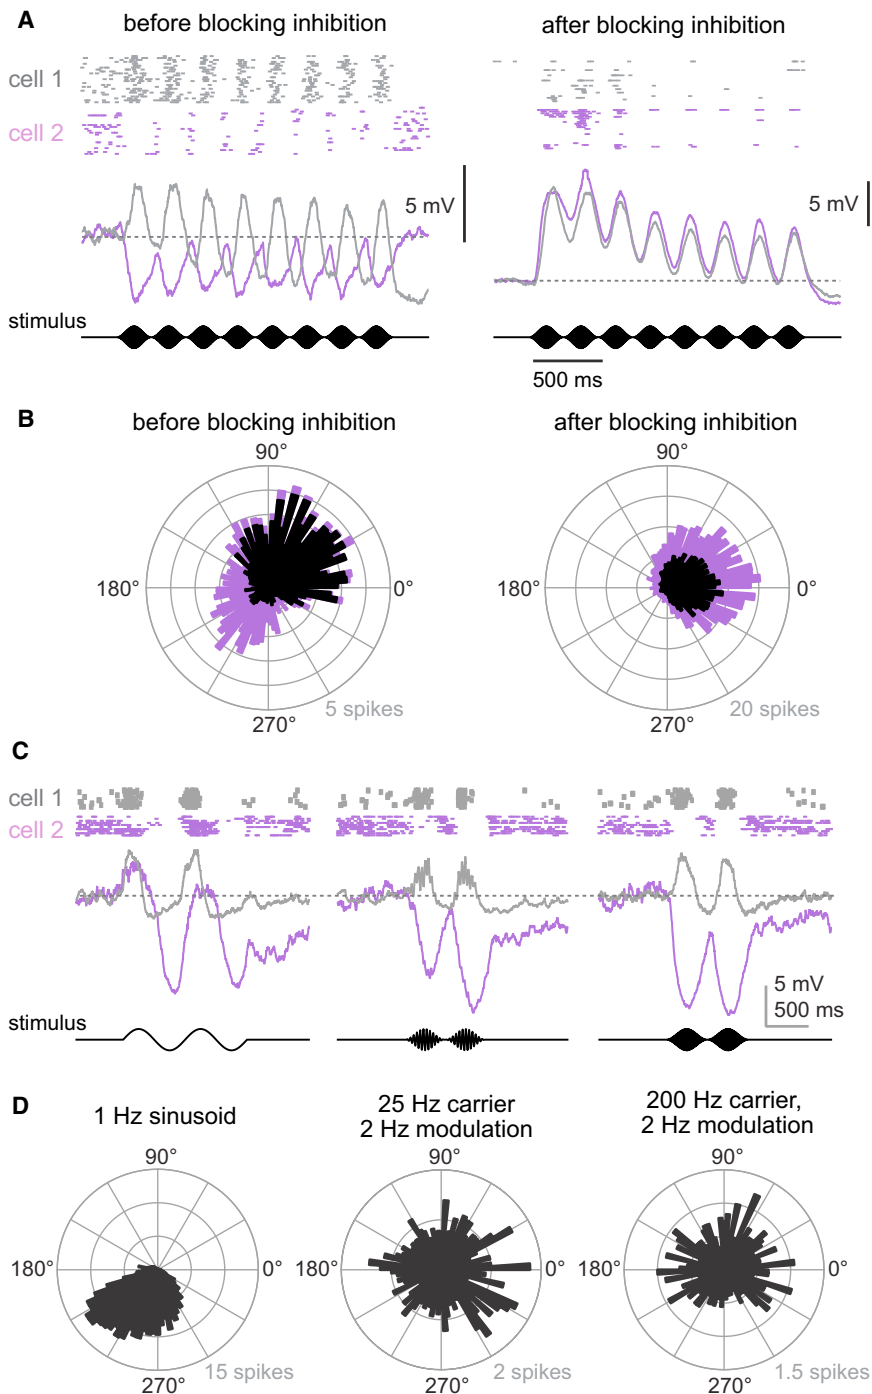 A
before blocking inhibition
after blocking inhibition
cell 1
cell 2
5 mV
5 mV
stimulus
500 ms
B
before blocking inhibition
after blocking inhibition
90°
90°
180°
0°
180°
0°
5 spikes
20 spikes
270°
270°
C
cell 1
cell 2
5 mV
500 ms
stimulus
D
1 Hz sinusoid
25 Hz carrier
2 Hz modulation
200 Hz carrier,
2 Hz modulation
90°
90°
90°
180°
0°
180°
0°
180°
0°
15 spikes
2 spikes
1.5 spikes
270°
270°
270°